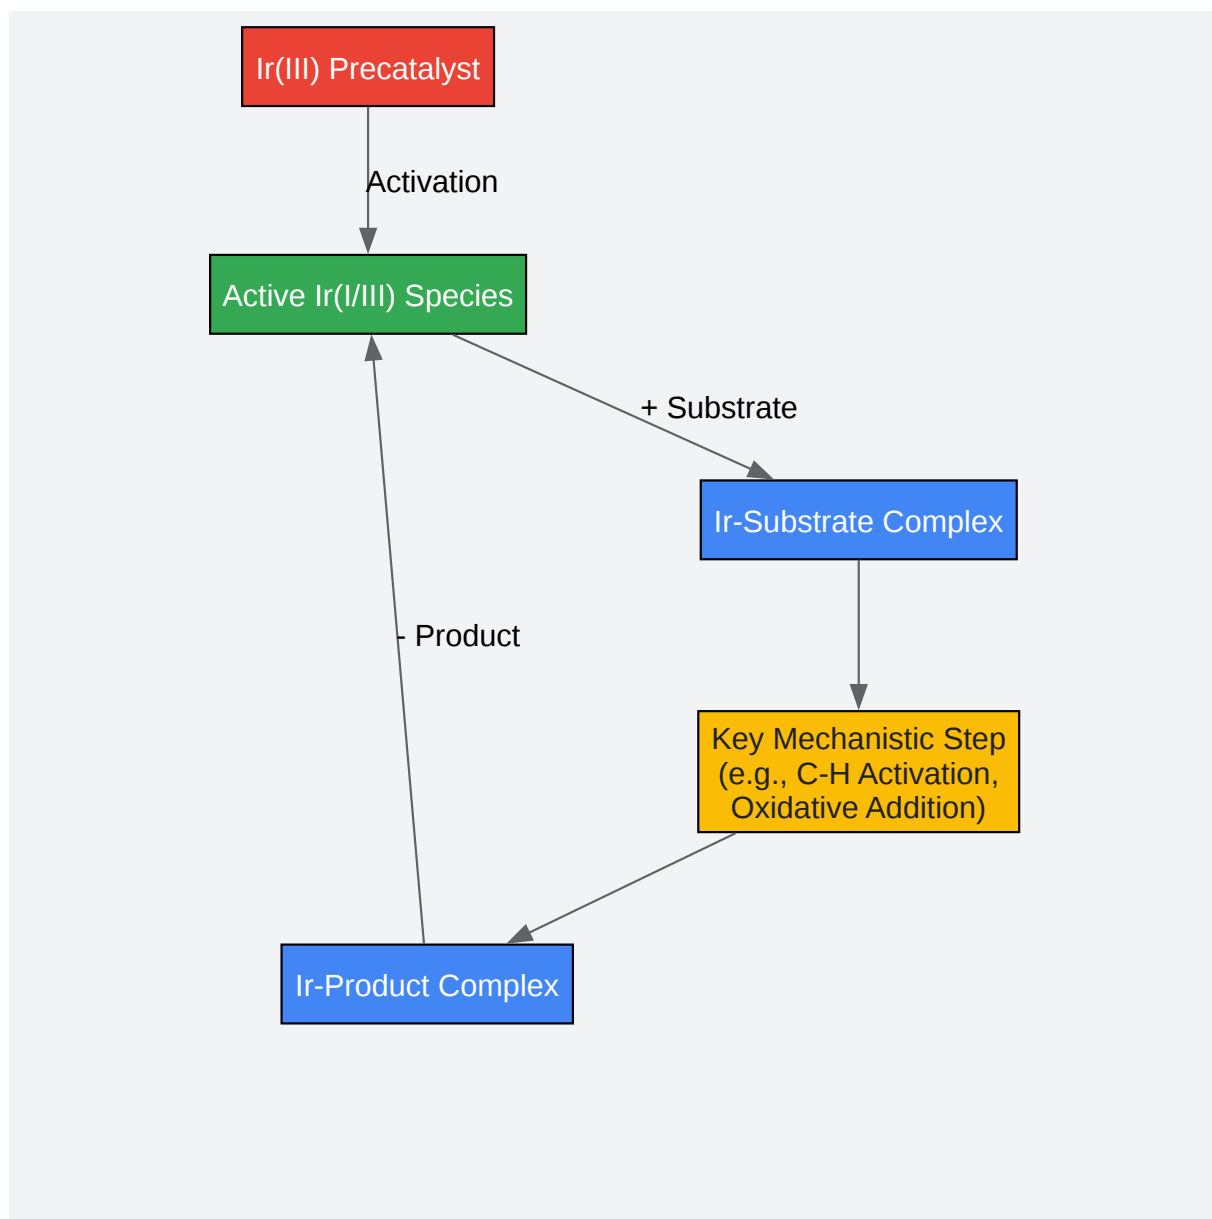 Ir(III) Precatalyst
Activation
Active Ir(I/III) Species
+ Substrate
Ir-Substrate Complex
- Product
Key Mechanistic Step
(e.g., C-H Activation,
Oxidative Addition)
Ir-Product Complex